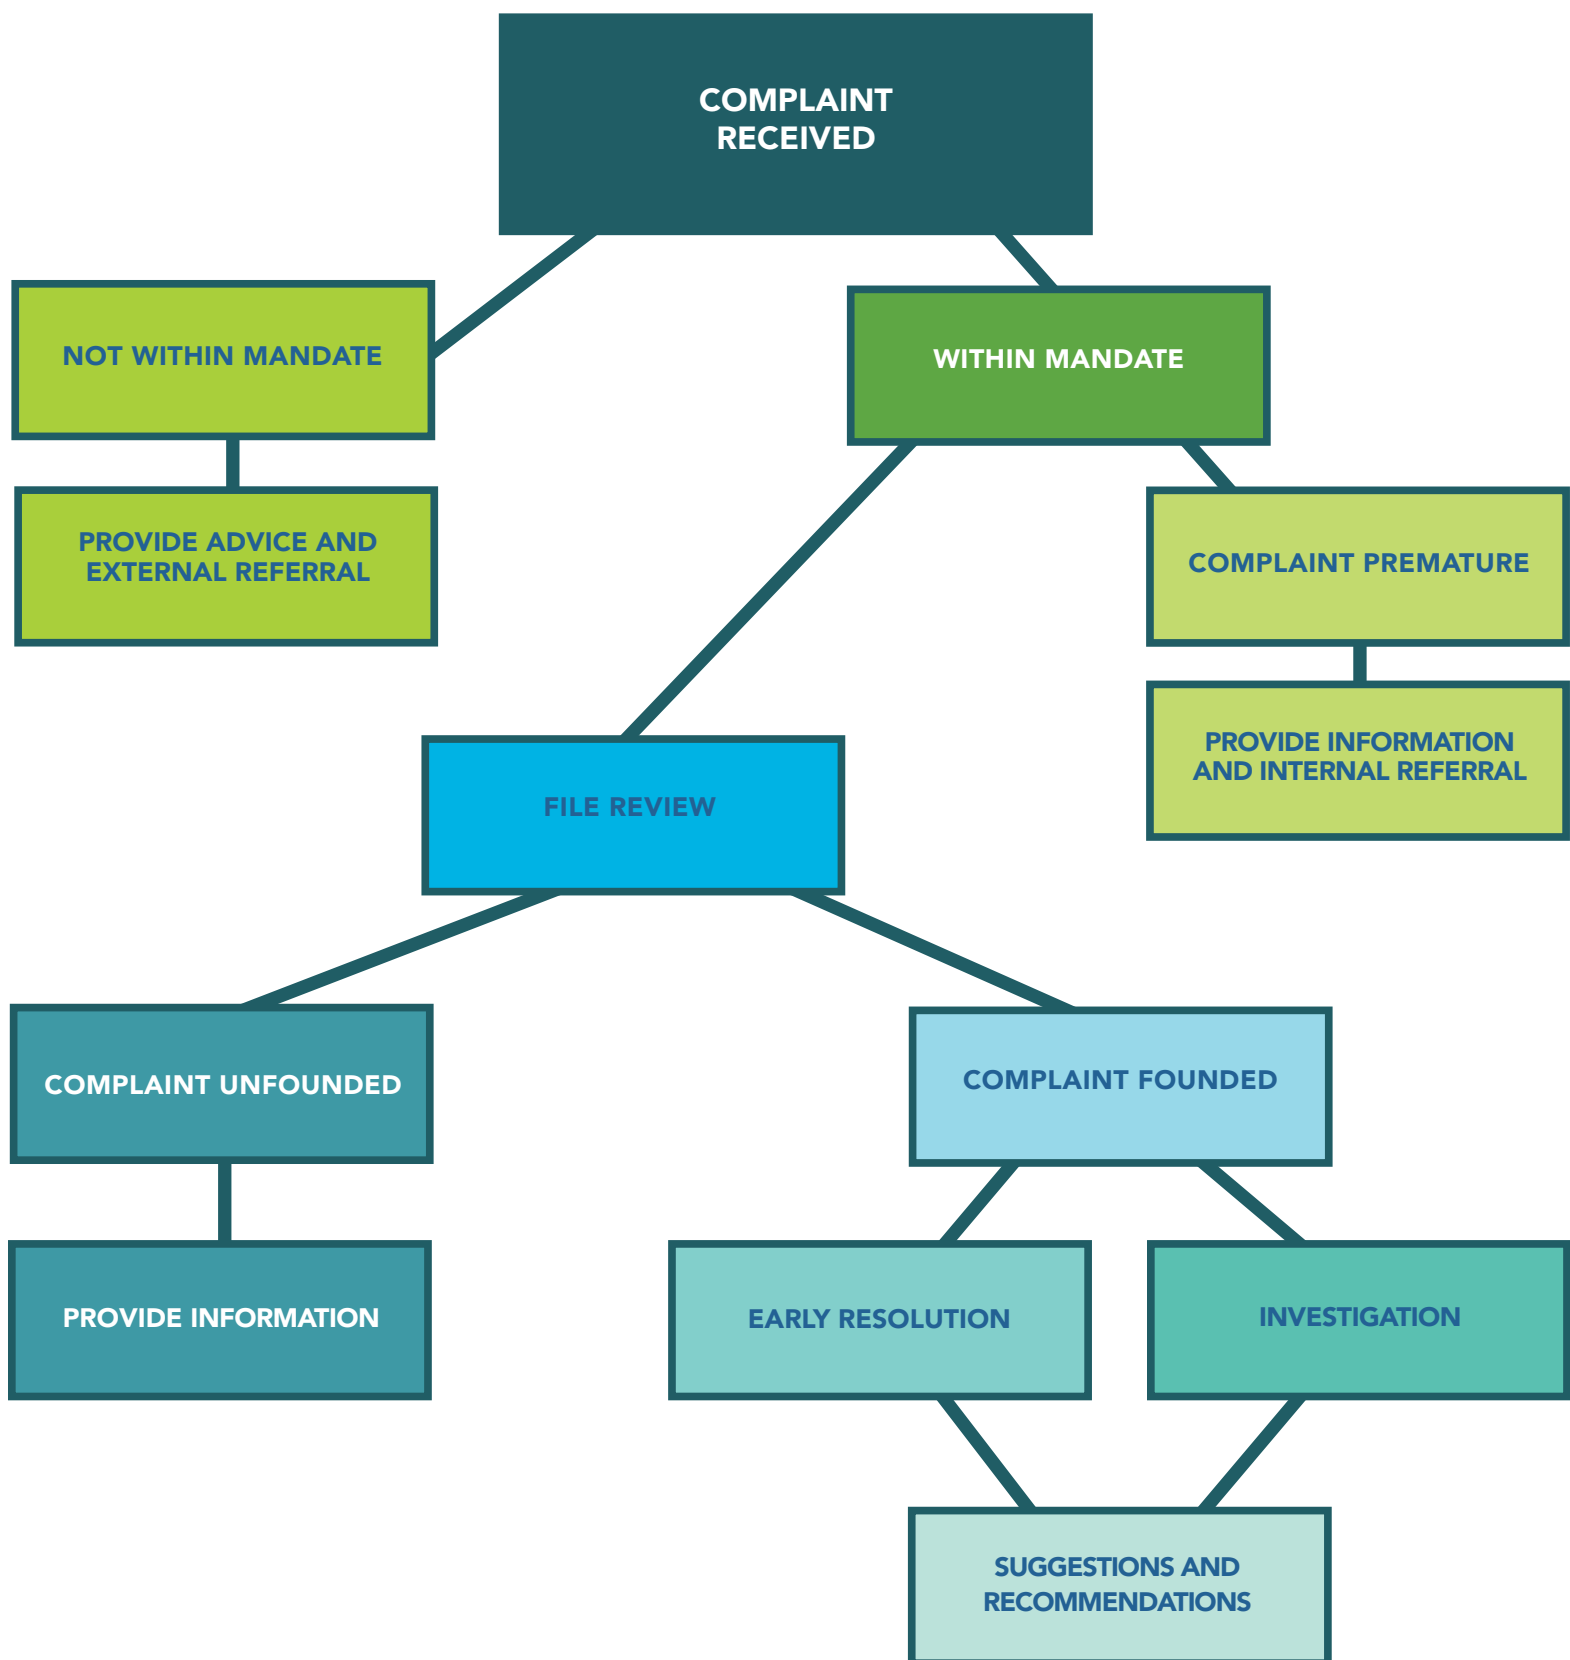 COMPLAINT
RECEIVED
NOT WITHIN MANDATE
WITHIN MANDATE
PROVIDE ADVICE AND
EXTERNAL REFERRAL
COMPLAINT PREMATURE
PROVIDE INFORMATION
AND INTERNAL REFERRAL
FILE REVIEW
COMPLAINT UNFOUNDED
COMPLAINT FOUNDED
PROVIDE INFORMATION
EARLY RESOLUTION
INVESTIGATION
SUGGESTIONS AND
RECOMMENDATIONS